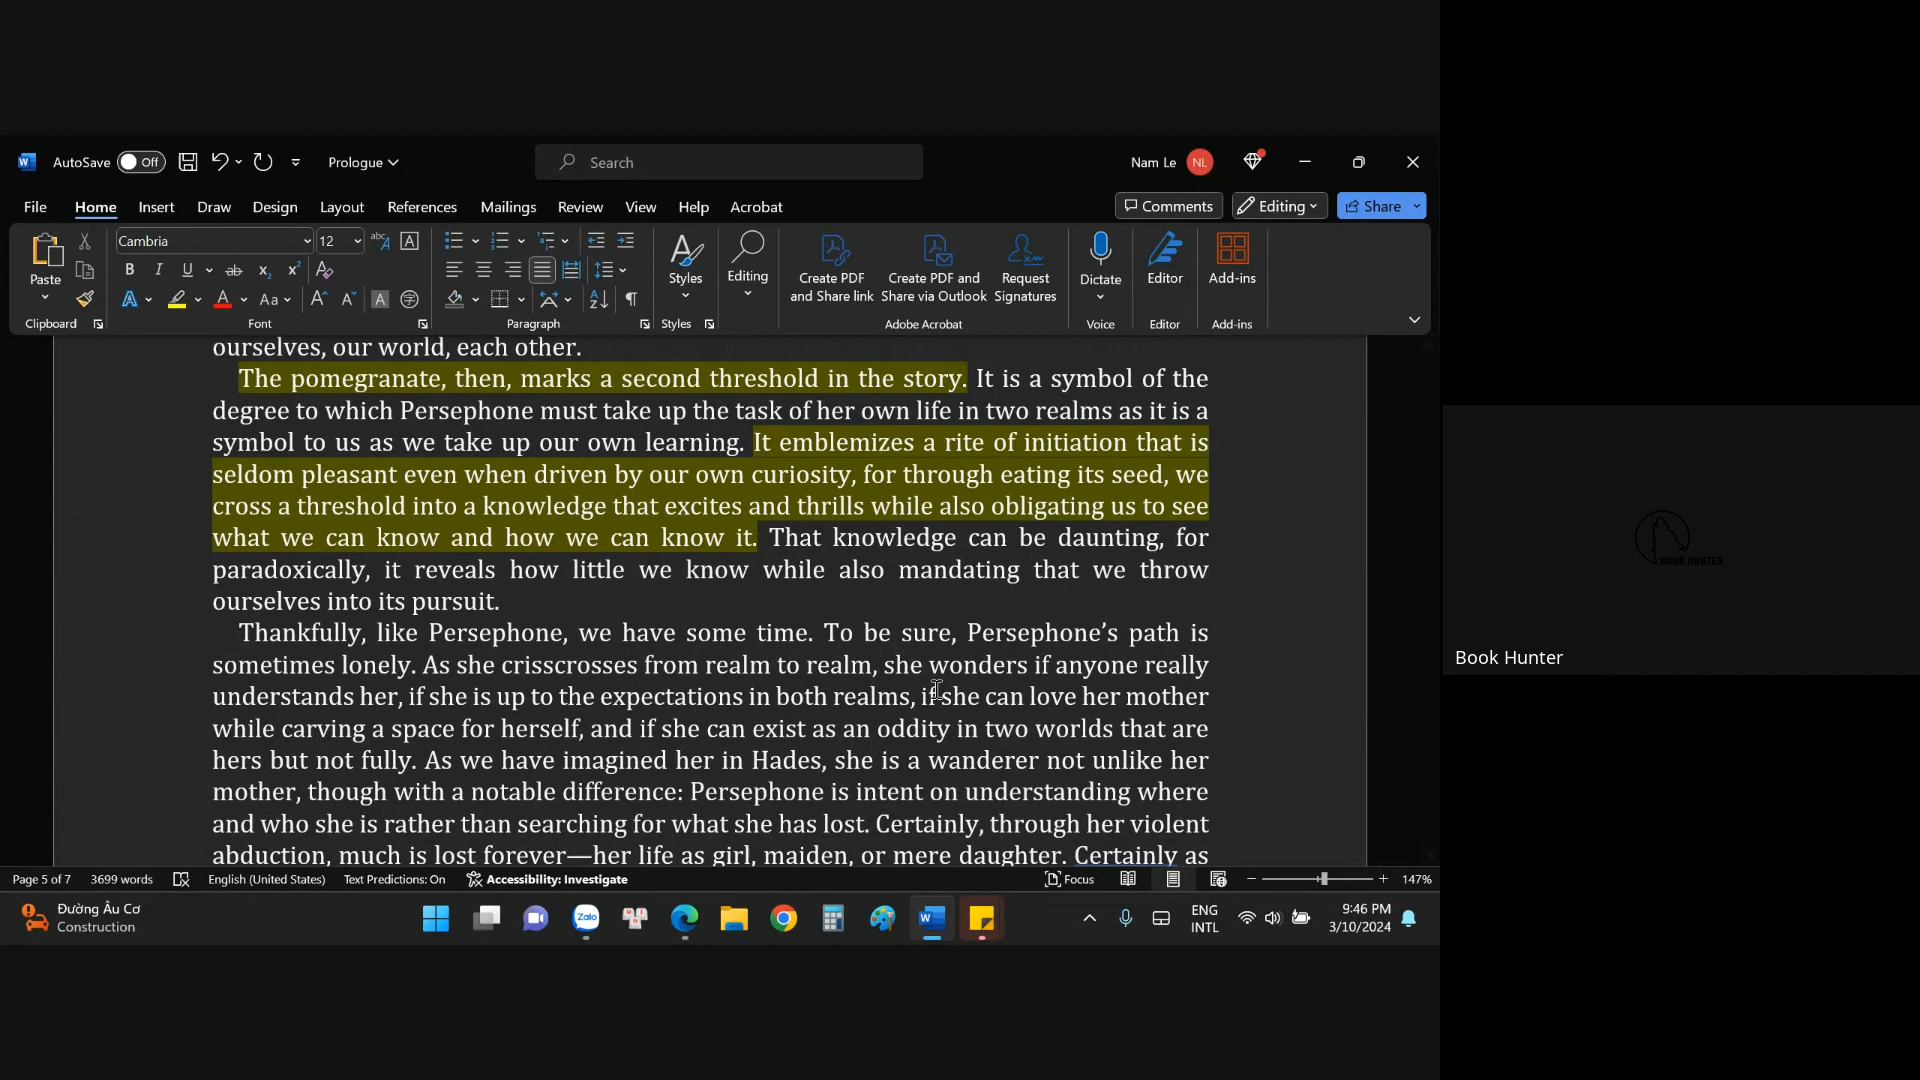 AutoSave Off Prologue Search Nam Le NL
File Home Insert Draw Design Layout References Mailings Review View Help Acrobat Comments Editing Share
Paste
Clipboard
Cambria 12
Font
Paragraph
Styles
Styles
Editing
Create PDF
and Share link
Create PDF and
Share via Outlook
Request
Signatures
Adobe Acrobat
Dictate
Voice
Editor
Editor
Add-ins
Add-ins
ourselves, our world, each other.
The pomegranate, then, marks a second threshold in the story. It is a symbol of the
degree to which Persephone must take up the task of her own life in two realms as it is a
symbol to us as we take up our own learning. It emblemizes a rite of initiation that is
seldom pleasant even when driven by our own curiosity, for through eating its seed, we
cross a threshold into a knowledge that excites and thrills while also obligating us to see
what we can know and how we can know it. That knowledge can be daunting, for
paradoxically, it reveals how little we know while also mandating that we throw
ourselves into its pursuit.
Thankfully, like Persephone, we have some time. To be sure, Persephone’s path is
sometimes lonely. As she crisscrosses from realm to realm, she wonders if anyone really
understands her, if she is up to the expectations in both realms, if she can love her mother
while carving a space for herself, and if she can exist as an oddity in two worlds that are
hers but not fully. As we have imagined her in Hades, she is a wanderer not unlike her
mother, though with a notable difference: Persephone is intent on understanding where
and who she is rather than searching for what she has lost. Certainly, through her violent
abduction, much is lost forever—her life as girl, maiden, or mere daughter. Certainly as
Page 5 of 7 3699 words English (United States) Text Predictions: On Accessibility: Investigate Focus 147%
Đường Âu Cơ
Construction
Zalo
ENG
INTL
9:46 PM
3/10/2024
BOOK HUNTER
Book Hunter